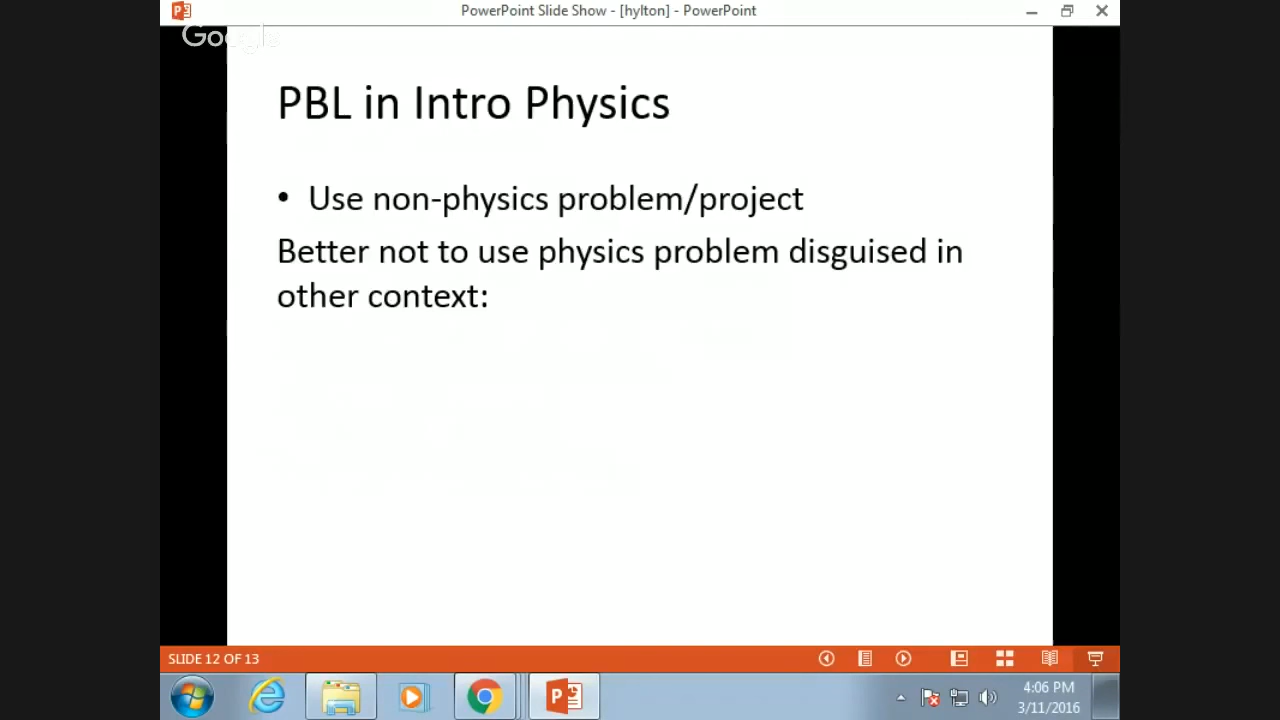 PowerPoint Slide Show - [hylton] - PowerPoint
Google
PBL in Intro Physics
• Use non-physics problem/project
Better not to use physics problem disguised in
other context:
SLIDE 12 OF 13
4:06 PM
3/11/2016